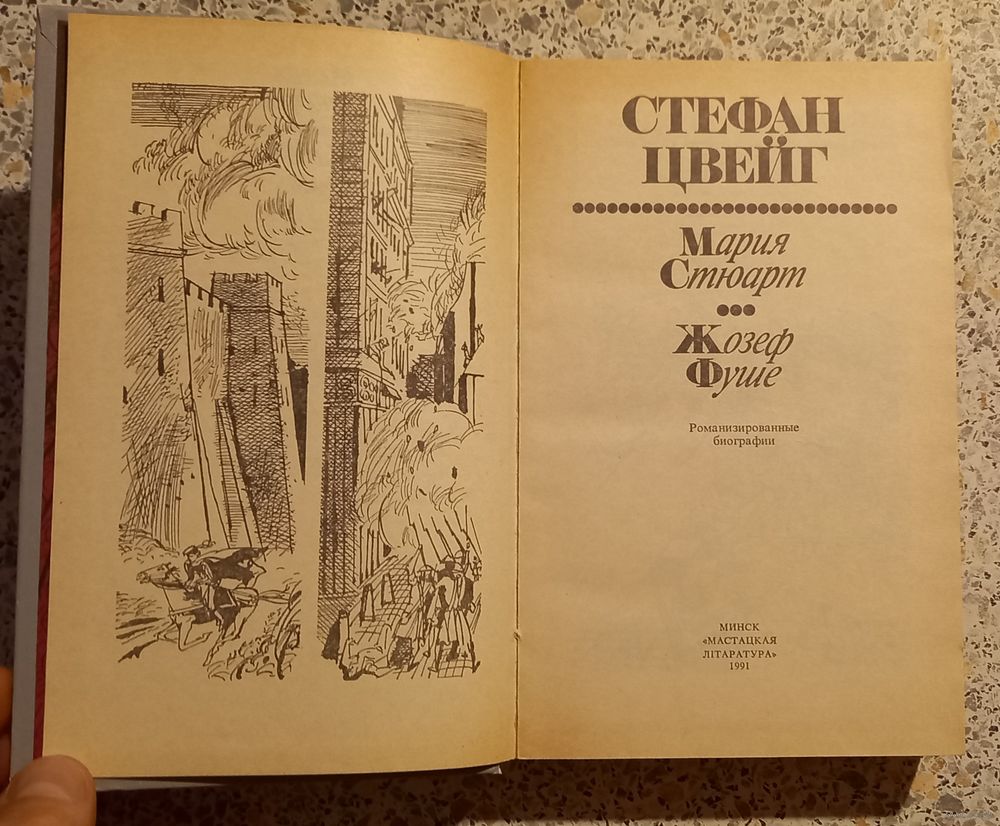 СТЕФАН
ЦВЕЙГ
Мария
Стюарт
Жозеф
Фуше
Романизированные
биографии
МИНСК
«МАСТАЦКАЯ
ЛІТАРАТУРА»
1991